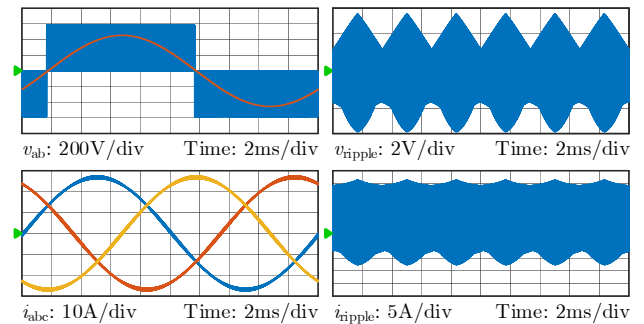 v_ab: 200V/div Time: 2ms/div
v_ripple: 2V/div Time: 2ms/div
i_abc: 10A/div Time: 2ms/div
i_ripple: 5A/div Time: 2ms/div